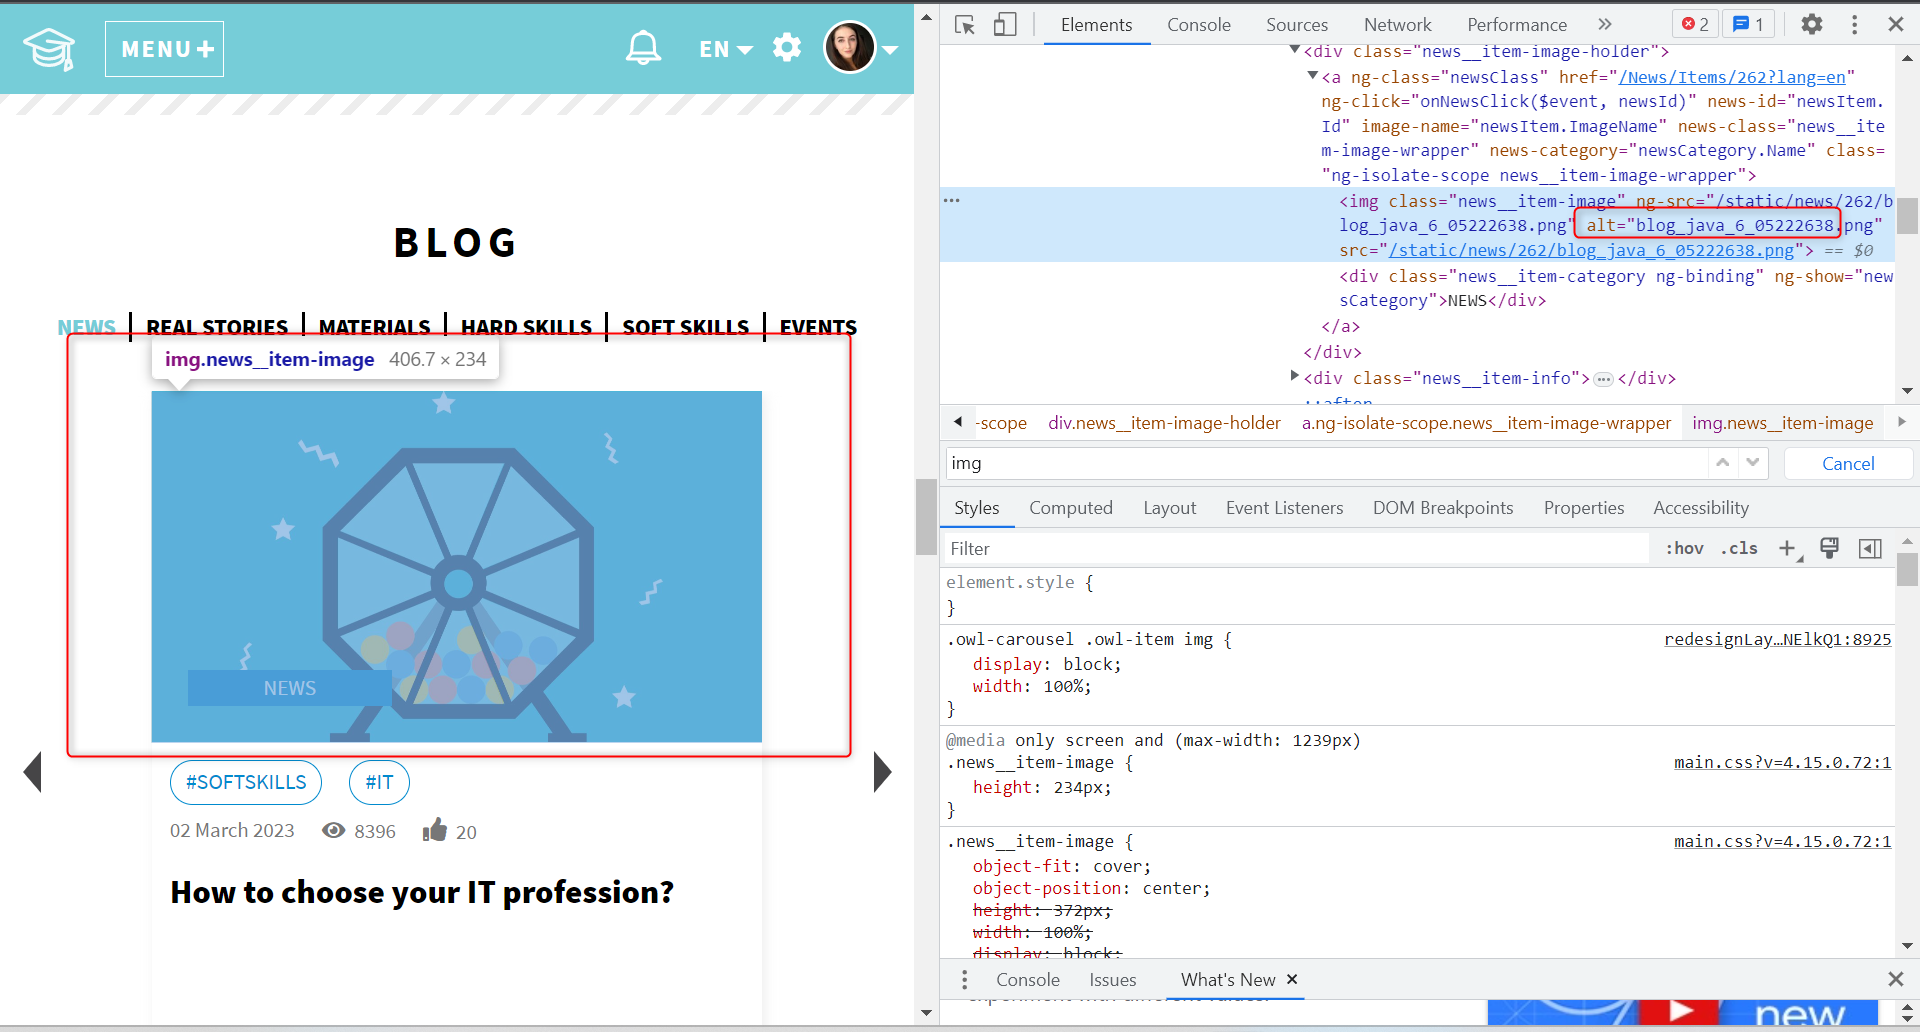 MENU+
EN
BLOG
NEWS
REAL STORIES
MATERIALS
HARD SKILLS
SOFT SKILLS
EVENTS
img.news__item-image 406.7 × 234
NEWS
#SOFTSKILLS
#IT
02 March 2023
8396
20
How to choose your IT profession?
Elements
Console
Sources
Network
Performance
»
2
1
<div class="news__item-image-holder">
<a ng-class="newsClass" href="/News/Items/262?lang=en"
ng-click="onNewsClick($event, newsId)" news-id="newsItem.
Id" image-name="newsItem.ImageName" news-class="news__ite
m-image-wrapper" news-category="newsCategory.Name" class=
"ng-isolate-scope news__item-image-wrapper">
<img class="news__item-image" ng-src="/static/news/262/b
log_java_6_05222638.png" alt="blog_java_6_05222638.png"
src="/static/news/262/blog_java_6_05222638.png"> == $0
<div class="news__item-category ng-binding" ng-show="new
sCategory">NEWS</div>
</a>
</div>
<div class="news__item-info">…</div>
::after
-scope
div.news__item-image-holder
a.ng-isolate-scope.news__item-image-wrapper
img.news__item-image
img
Cancel
Styles
Computed
Layout
Event Listeners
DOM Breakpoints
Properties
Accessibility
Filter
:hov
.cls
+
element.style {
}
.owl-carousel .owl-item img {
redesignLay…NElkQ1:8925
display: block;
width: 100%;
}
@media only screen and (max-width: 1239px)
.news__item-image {
main.css?v=4.15.0.72:1
height: 234px;
}
.news__item-image {
main.css?v=4.15.0.72:1
object-fit: cover;
object-position: center;
height: 372px;
width: 100%;
display: block;
Console
Issues
What's New
experiment with different values.
new